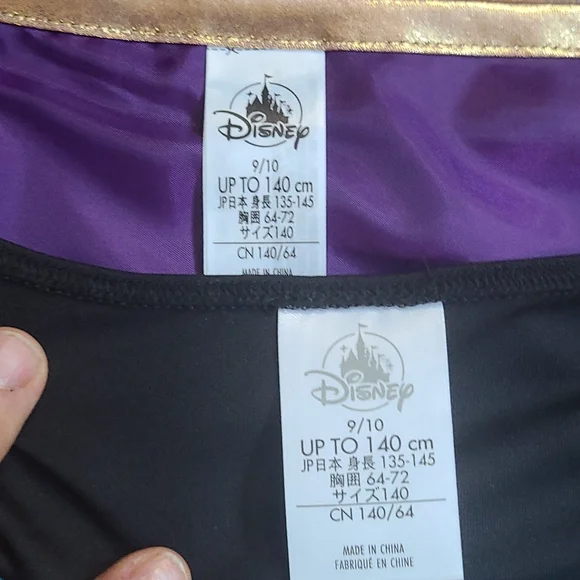 Disney
9/10
UP TO 140 cm
JP日本 身長 135-145
胸囲 64-72
サイズ140
CN 140/64
MADE IN CHINA
Disney
9/10
UP TO 140 cm
JP日本 身長 135-145
胸囲 64-72
サイズ140
CN 140/64
MADE IN CHINA
FABRIQUÉ EN CHINE